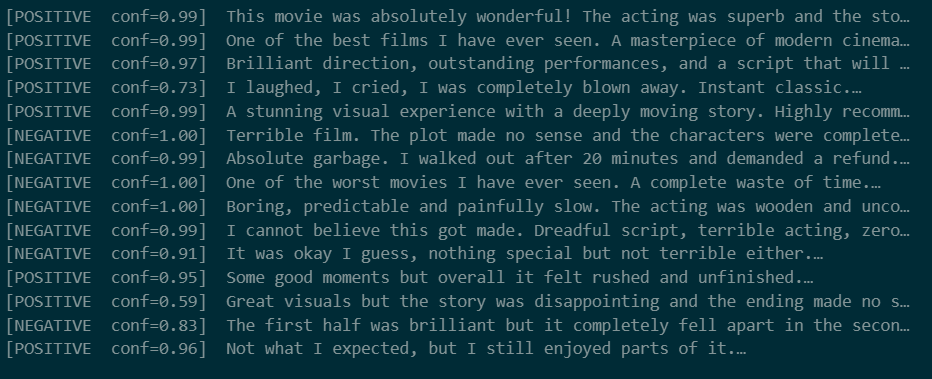 [POSITIVE  conf=0.99]  This movie was absolutely wonderful! The acting was superb and the sto…
[POSITIVE  conf=0.99]  One of the best films I have ever seen. A masterpiece of modern cinema…
[POSITIVE  conf=0.97]  Brilliant direction, outstanding performances, and a script that will …
[POSITIVE  conf=0.73]  I laughed, I cried, I was completely blown away. Instant classic.…
[POSITIVE  conf=0.99]  A stunning visual experience with a deeply moving story. Highly recomm…
[NEGATIVE  conf=1.00]  Terrible film. The plot made no sense and the characters were complete…
[NEGATIVE  conf=0.99]  Absolute garbage. I walked out after 20 minutes and demanded a refund.…
[NEGATIVE  conf=1.00]  One of the worst movies I have ever seen. A complete waste of time.…
[NEGATIVE  conf=1.00]  Boring, predictable and painfully slow. The acting was wooden and unco…
[NEGATIVE  conf=0.99]  I cannot believe this got made. Dreadful script, terrible acting, zero…
[NEGATIVE  conf=0.91]  It was okay I guess, nothing special but not terrible either.…
[POSITIVE  conf=0.95]  Some good moments but overall it felt rushed and unfinished.…
[POSITIVE  conf=0.59]  Great visuals but the story was disappointing and the ending made no s…
[NEGATIVE  conf=0.83]  The first half was brilliant but it completely fell apart in the secon…
[POSITIVE  conf=0.96]  Not what I expected, but I still enjoyed parts of it.…